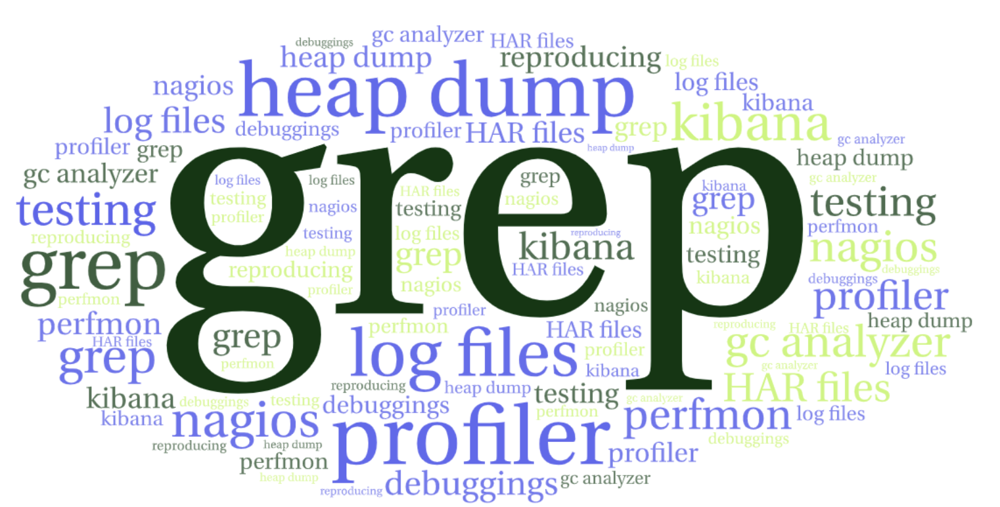 debuggings gc analyzer HAR files
heap dump reproducing log files
nagios heap dump log files
kibana
log files debuggings profiler HAR files grep kibana
profiler grep heap dump gc analyzer
heap dump
gc analyzer grep gc analyzer
log files log files
kibana
testing HAR files nagios grep testing
profiler nagios testing
reproducing testing log files kibana reproducing nagios perfmon
heap dump grep testing nagios
grep reproducing HAR files kibana debuggings
profiler nagios debuggings
grep
perfmon profiler nagios profiler
perfmon perfmon HAR files reproducing HAR files heap dump
HAR files grep log files profiler gc analyzer
grep perfmon kibana gc analyzer log files
reproducing heap dump testing gc analyzer HAR files
kibana debuggings testing debuggings perfmon perfmon log files
kibana nagios profiler debuggings
reproducing heap dump profiler
perfmon
heap dump debuggings gc analyzer
reproducing